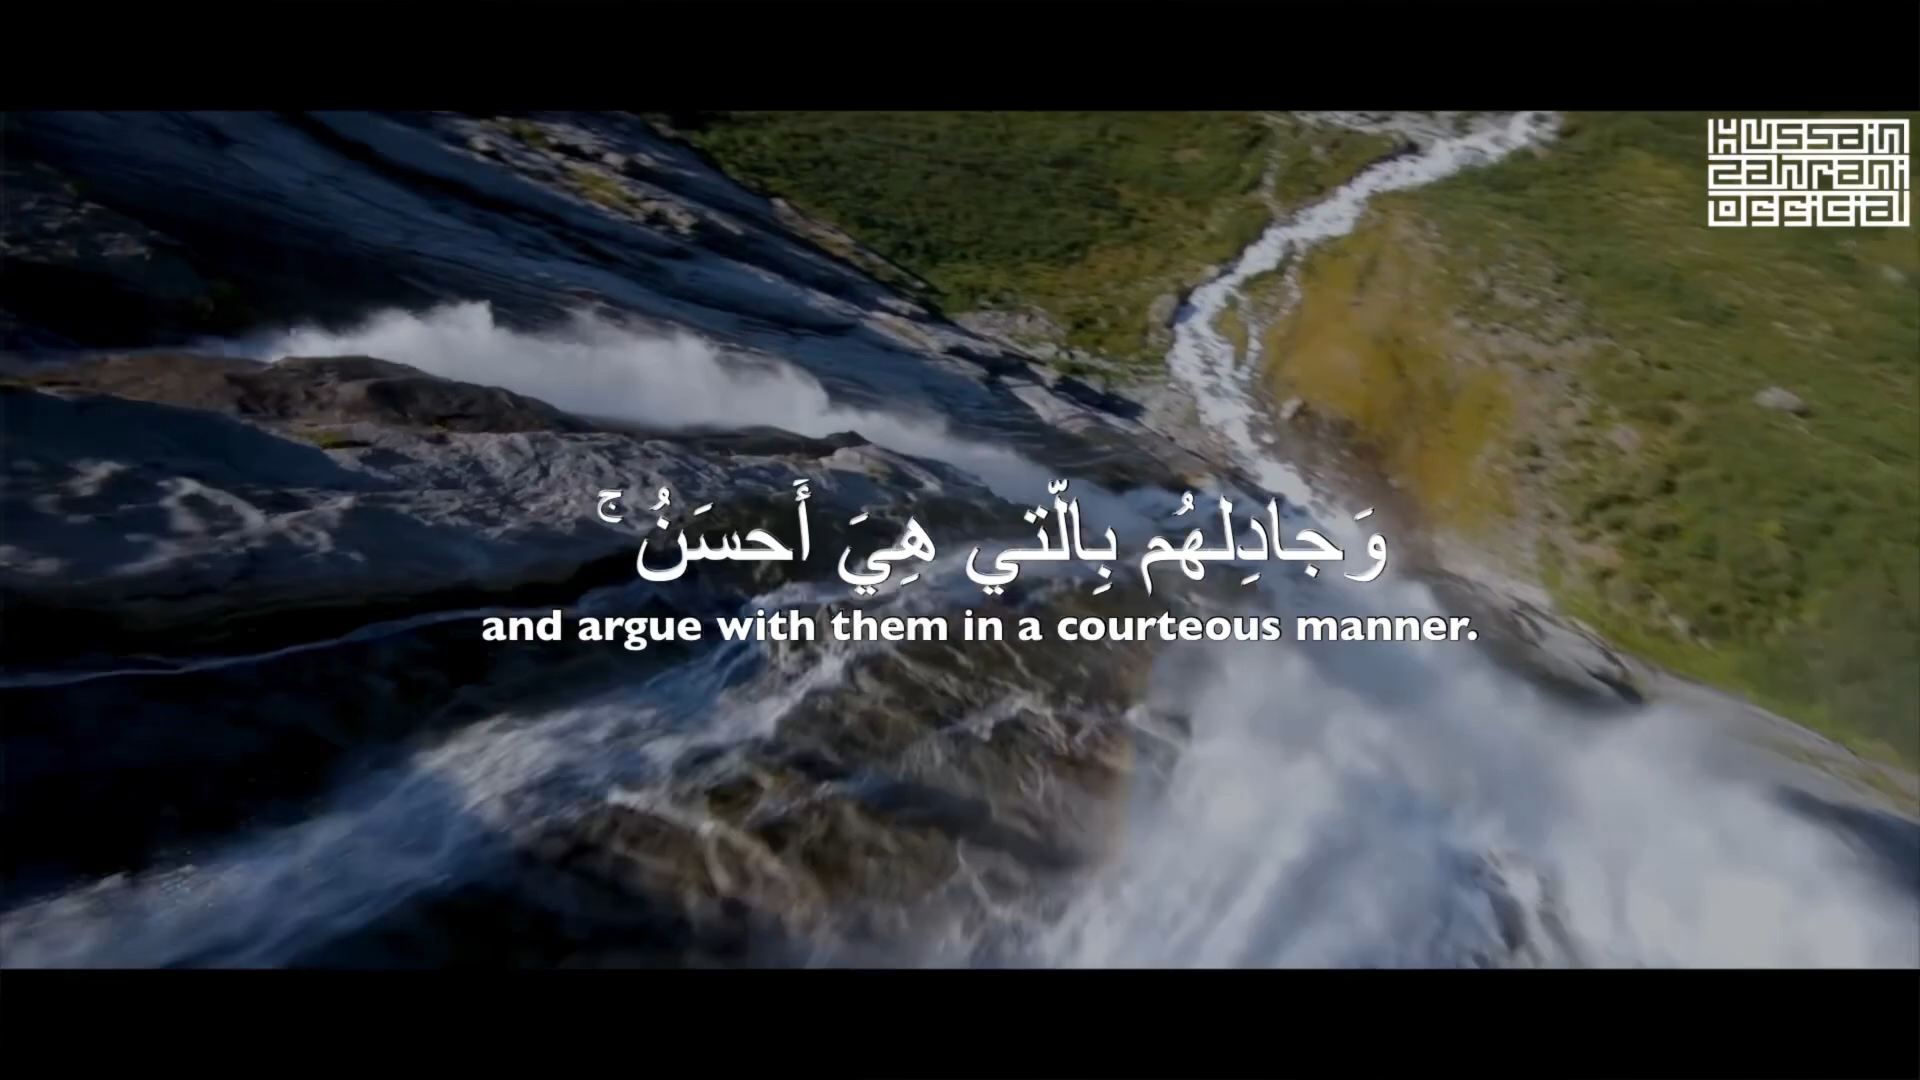 Hussain
Zahrani
Official
وَجادِلهُم بِالَّتي هِيَ أَحسَنُ ۚ
and argue with them in a courteous manner.